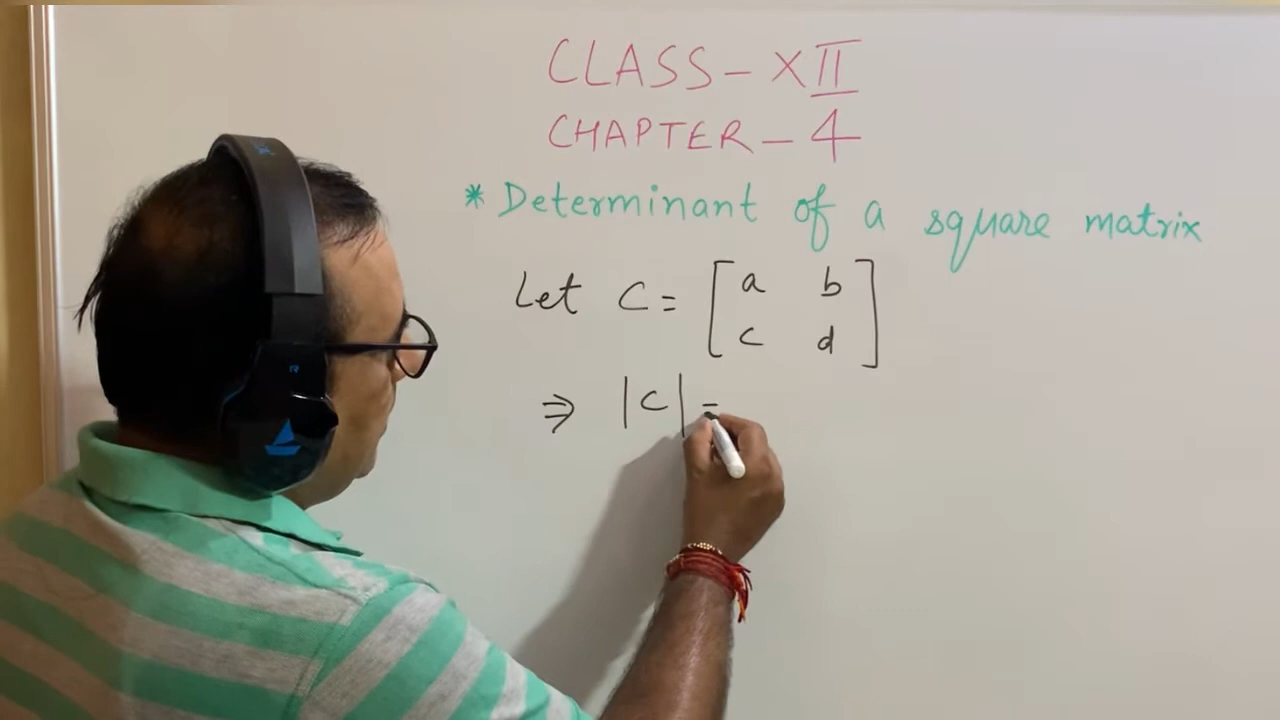 CLASS – XII
CHAPTER – 4
* Determinant of a square matrix
Let C = [a b
c d]
⇒ |C| =